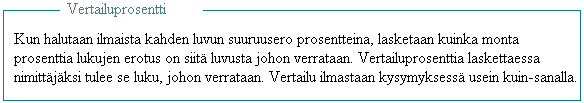 Vertailuprosentti
Kun halutaan ilmaista kahden luvun suuruusero prosentteina, lasketaan kuinka monta
prosenttia lukujen erotus on siitä luvusta johon verrataan. Vertailuprosenttia laskettaessa
nimittäjäksi tulee se luku, johon verrataan. Vertailu ilmastaan kysymyksessä usein kuin-sanalla.